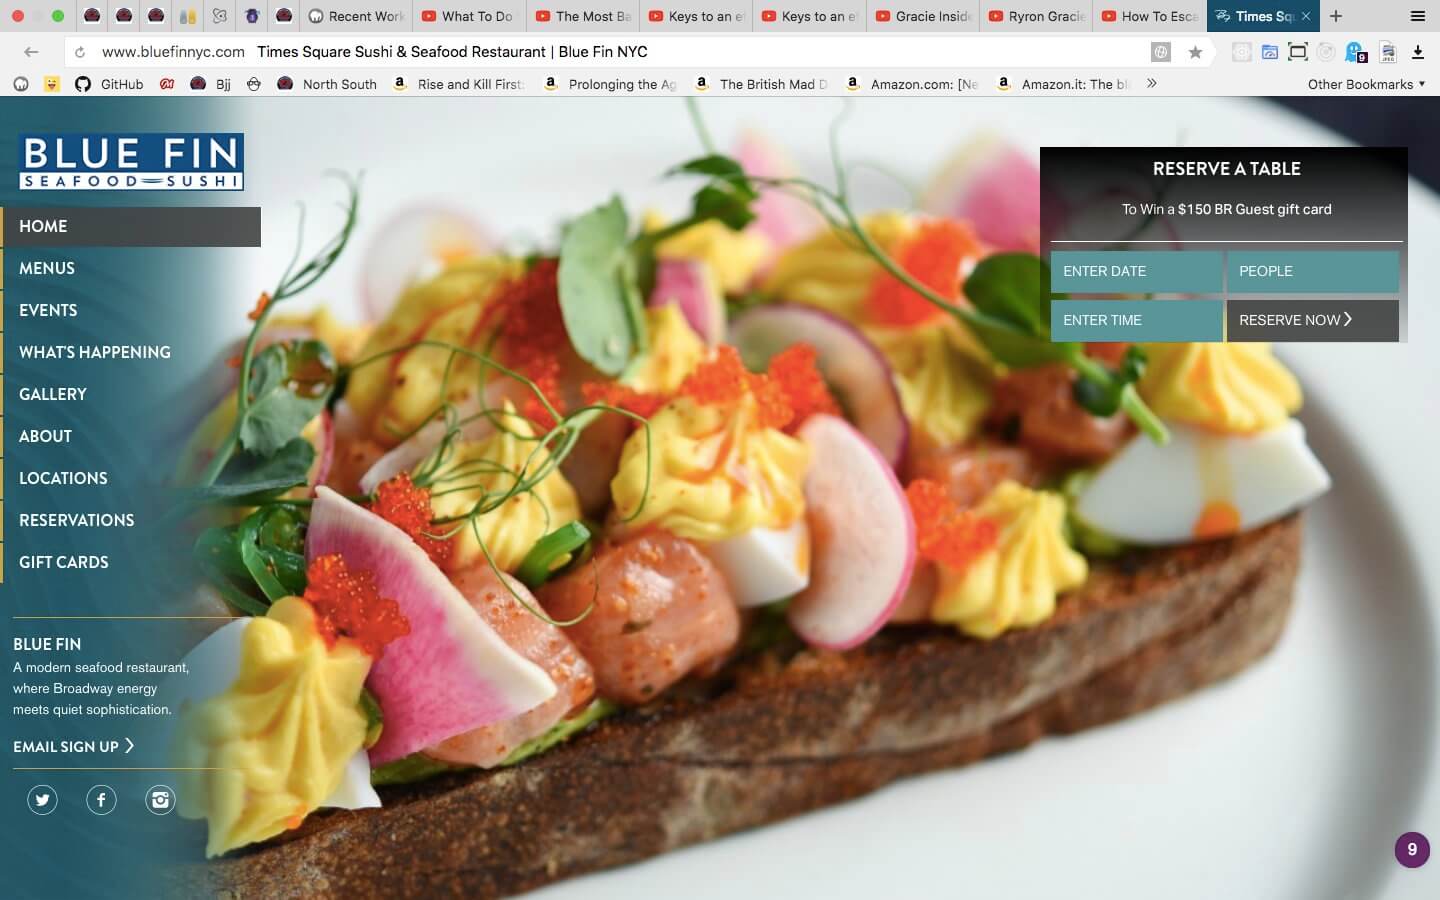 Recent Work
What To Do
The Most Ba
Keys to an ef
Keys to an ef
Gracie Inside
Ryron Gracie
How To Esca
Times Sq
www.bluefinnyc.com Times Square Sushi & Seafood Restaurant | Blue Fin NYC
9
JPEG
GitHub
Bjj
North South
Rise and Kill First:
Prolonging the Ag
The British Mad D
Amazon.com: [Ne
Amazon.it: The bl
Other Bookmarks
BLUE FIN
SEAFOOD SUSHI
HOME
MENUS
EVENTS
WHAT'S HAPPENING
GALLERY
ABOUT
LOCATIONS
RESERVATIONS
GIFT CARDS
BLUE FIN
A modern seafood restaurant,
where Broadway energy
meets quiet sophistication.
EMAIL SIGN UP
RESERVE A TABLE
To Win a $150 BR Guest gift card
ENTER DATE
PEOPLE
ENTER TIME
RESERVE NOW
9